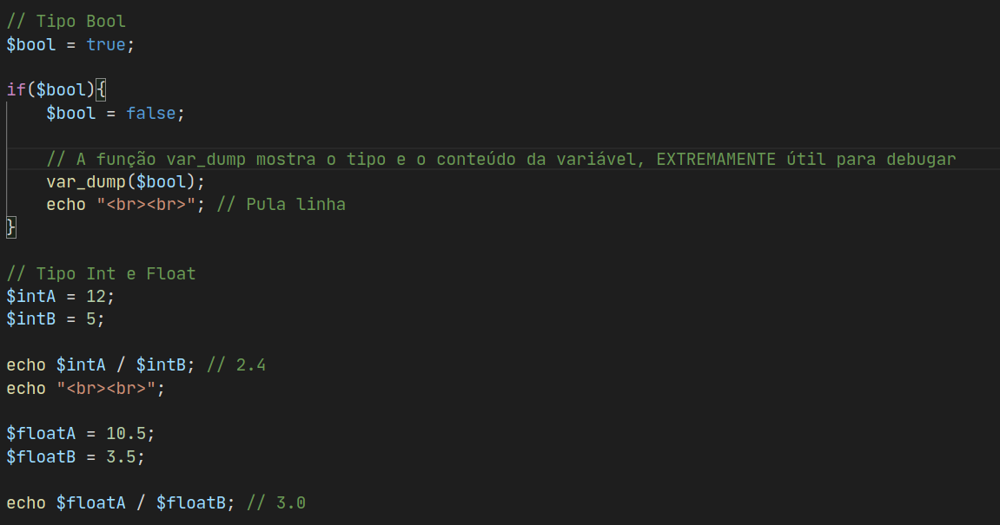 // Tipo Bool
$bool = true;
if($bool){
    $bool = false;
    // A função var_dump mostra o tipo e o conteúdo da variável, EXTREMAMENTE útil para debugar
    var_dump($bool);
    echo "<br><br>"; // Pula linha
}
// Tipo Int e Float
$intA = 12;
$intB = 5;
echo $intA / $intB; // 2.4
echo "<br><br>";
$floatA = 10.5;
$floatB = 3.5;
echo $floatA / $floatB; // 3.0